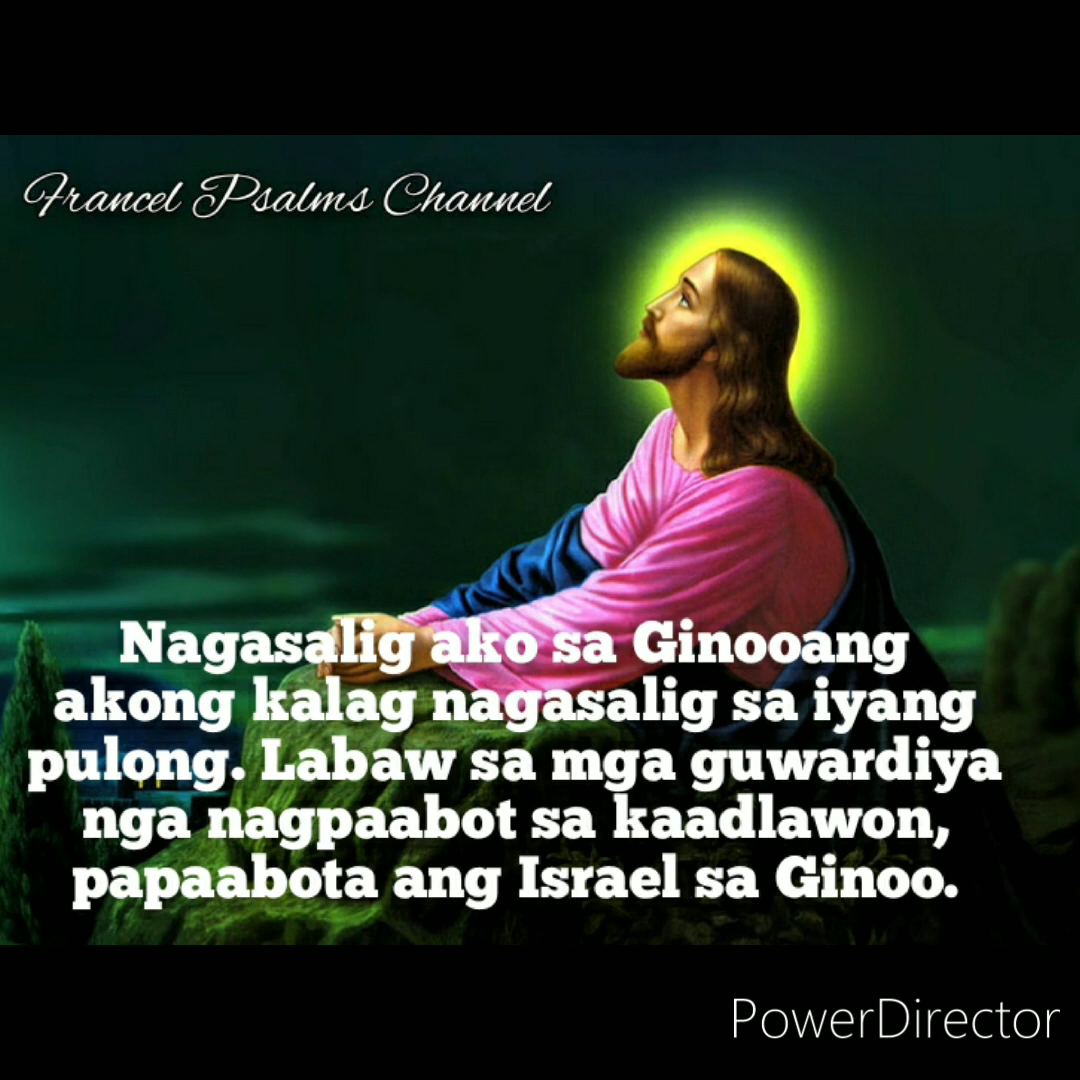 Francel Psalms Channel
Nagasalig ako sa Ginooang
akong kalag nagasalig sa iyang
pulong. Labaw sa mga guwardiya
nga nagpaabot sa kaadlawon,
papaabota ang Israel sa Ginoo.
PowerDirector